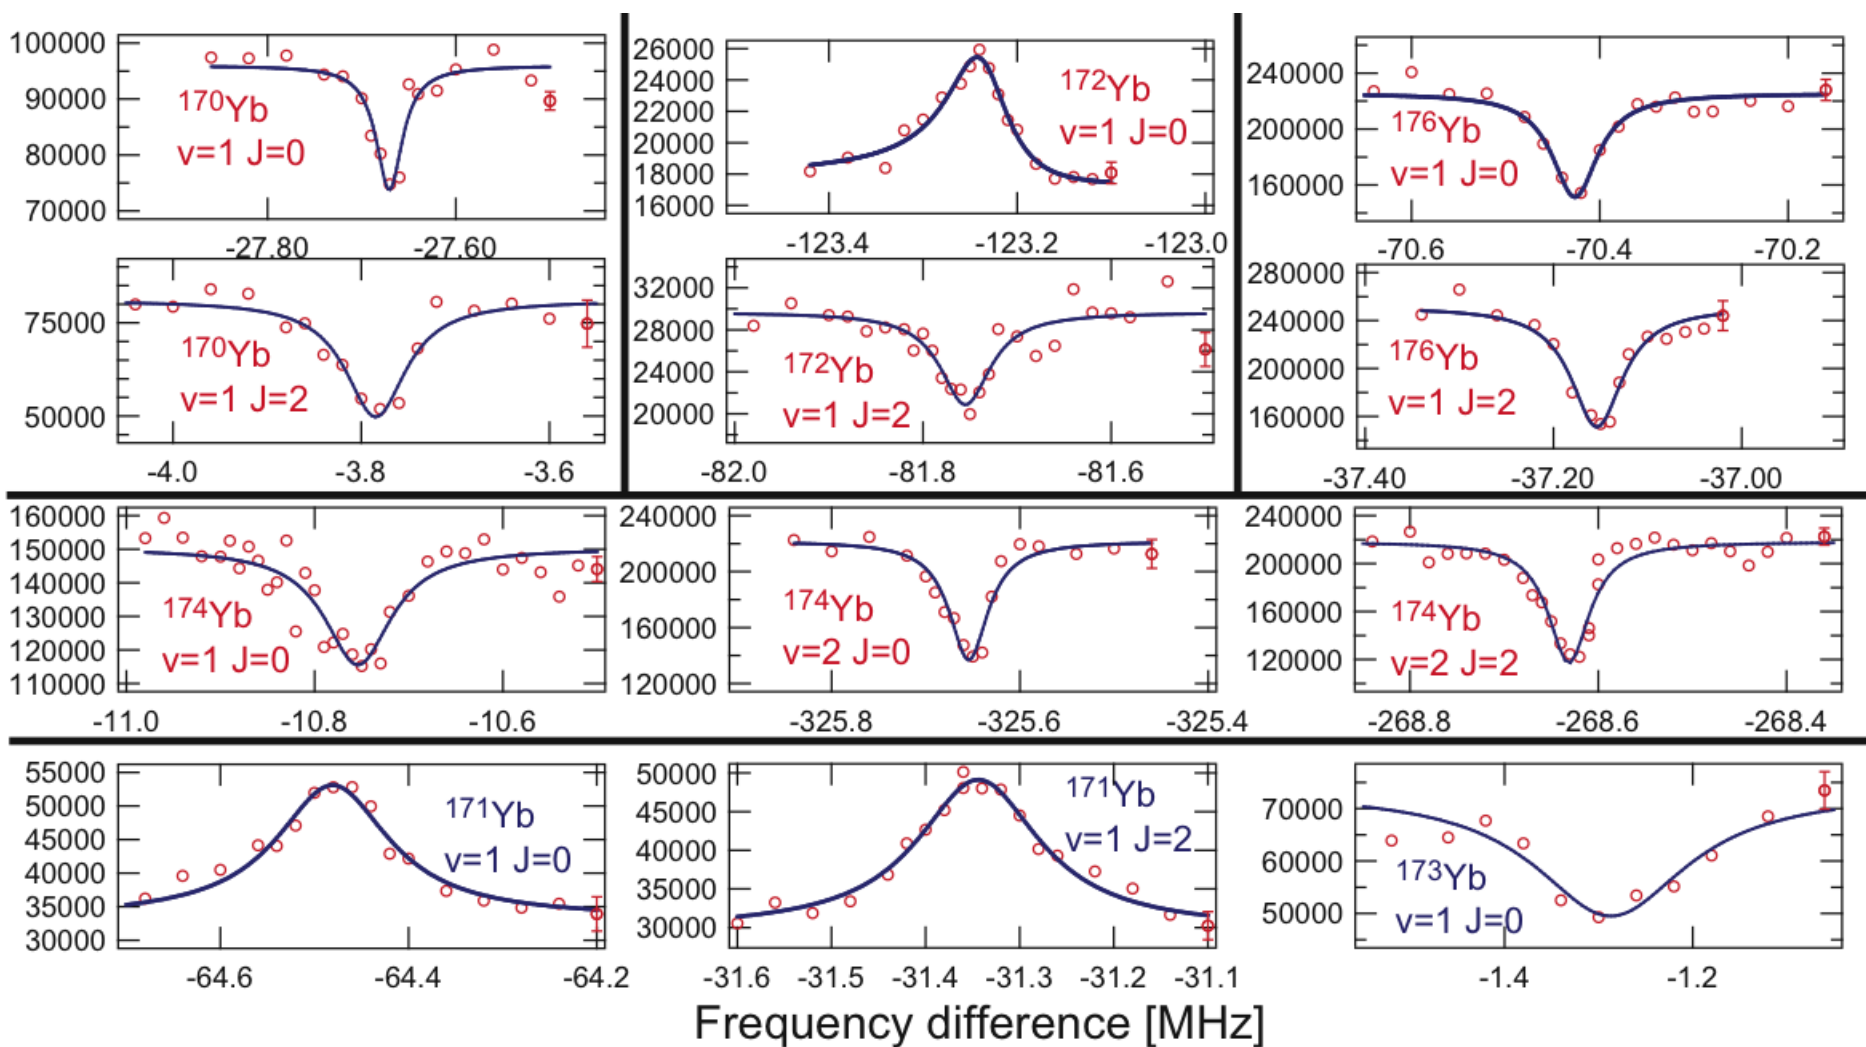 100000
90000
80000
70000
170Yb
v=1 J=0
-27.80 -27.60
26000
24000
22000
20000
18000
16000
172Yb
v=1 J=0
-123.4 -123.2 -123.0
240000
200000
160000
176Yb
v=1 J=0
-70.6 -70.4 -70.2
75000
50000
170Yb
v=1 J=2
-4.0 -3.8 -3.6
32000
28000
24000
20000
172Yb
v=1 J=2
-82.0 -81.8 -81.6
280000
240000
200000
160000
176Yb
v=1 J=2
-37.40 -37.20 -37.00
160000
150000
140000
130000
120000
110000
174Yb
v=1 J=0
-11.0 -10.8 -10.6
240000
200000
160000
120000
174Yb
v=2 J=0
-325.8 -325.6 -325.4
240000
200000
160000
120000
174Yb
v=2 J=2
-268.8 -268.6 -268.4
55000
50000
45000
40000
35000
30000
171Yb
v=1 J=0
-64.6 -64.4 -64.2
50000
45000
40000
35000
30000
171Yb
v=1 J=2
-31.6 -31.5 -31.4 -31.3 -31.2 -31.1
70000
60000
50000
173Yb
v=1 J=0
-1.4 -1.2
Frequency difference [MHz]